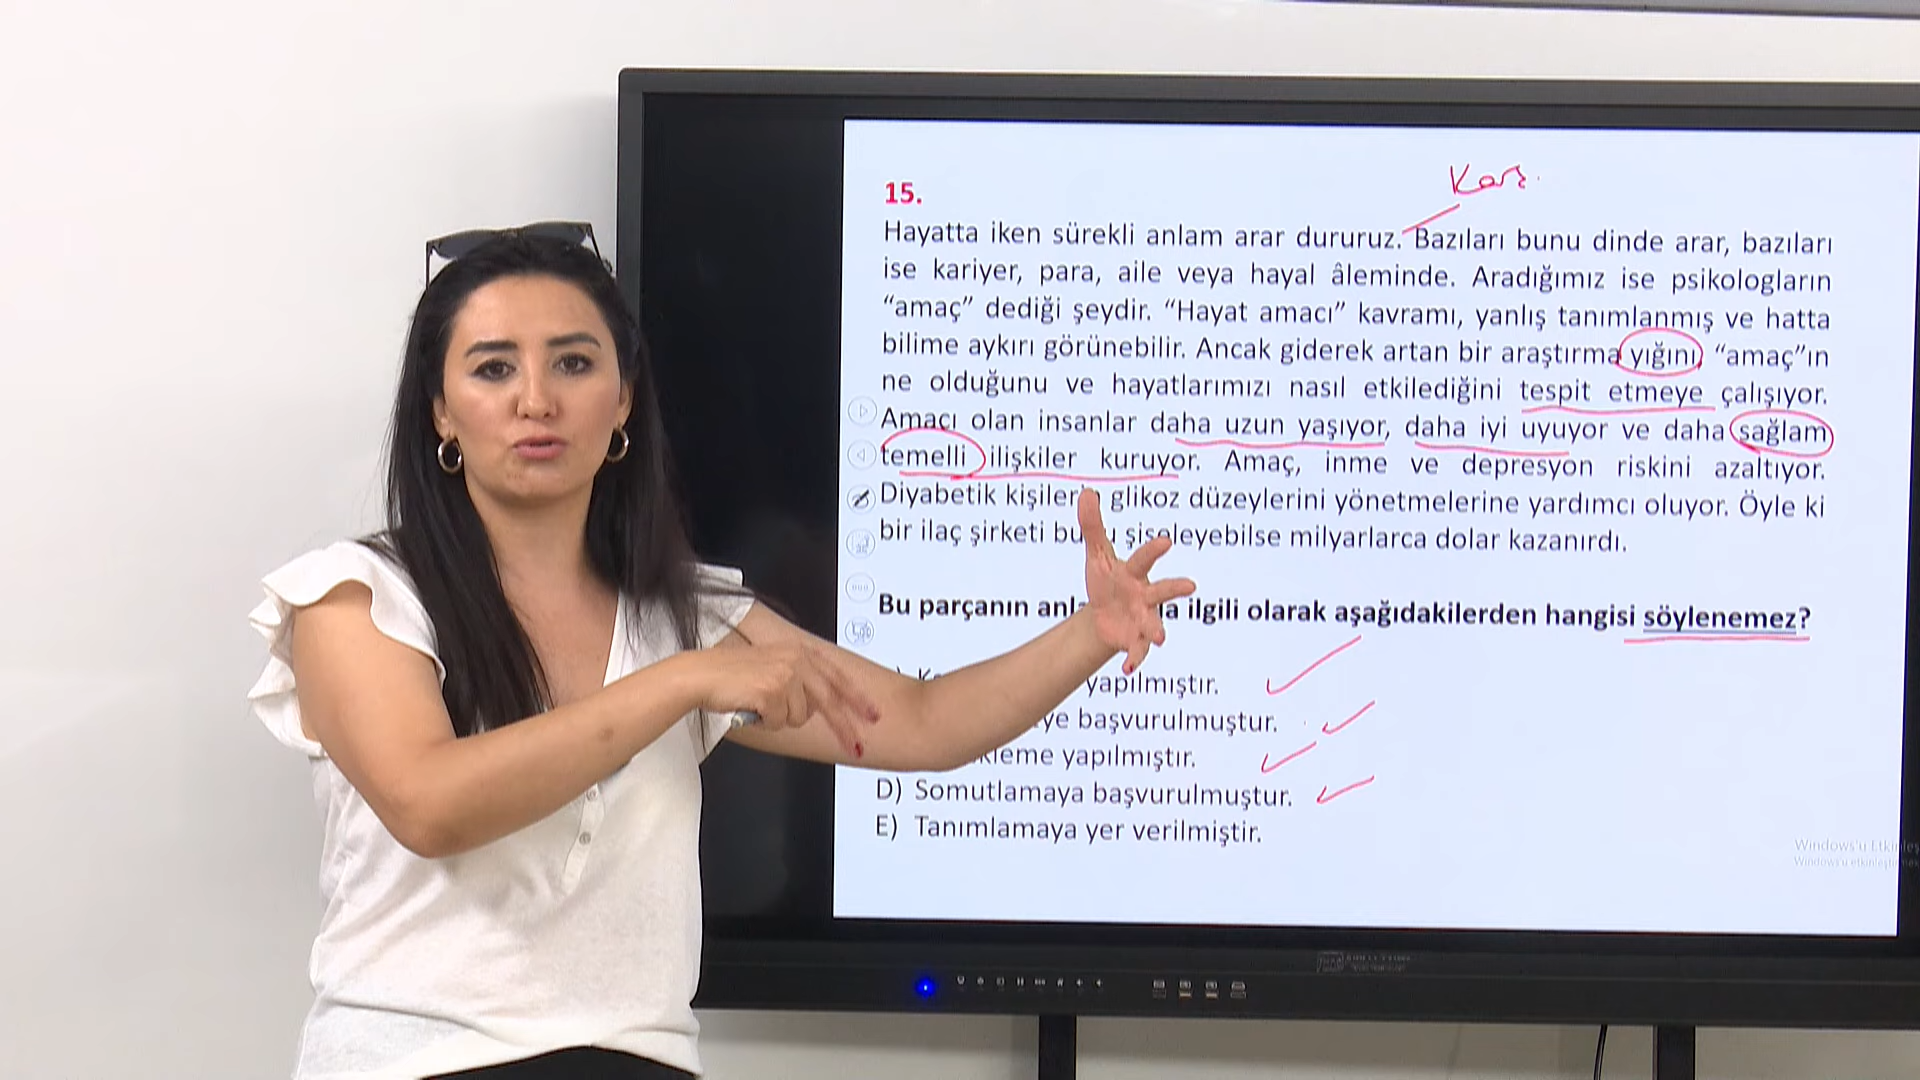 Karş.
15.
Hayatta iken sürekli anlam arar dururuz. Bazıları bunu dinde arar, bazıları
ise kariyer, para, aile veya hayal âleminde. Aradığımız ise psikologların
“amaç” dediği şeydir. “Hayat amacı” kavramı, yanlış tanımlanmış ve hatta
bilime aykırı görünebilir. Ancak giderek artan bir araştırma yığını, “amaç”ın
ne olduğunu ve hayatlarımızı nasıl etkilediğini tespit etmeye çalışıyor.
Amacı olan insanlar daha uzun yaşıyor, daha iyi uyuyor ve daha sağlam
temelli ilişkiler kuruyor. Amaç, inme ve depresyon riskini azaltıyor.
Diyabetik kişilerin glikoz düzeylerini yönetmelerine yardımcı oluyor. Öyle ki
bir ilaç şirketi şişeleyebilse milyarlarca dolar kazanırdı.
Bu parçanın ilgili olarak aşağıdakilerden hangisi söylenemez?
yapılmıştır.
başvurulmuştur.
yapılmıştır.
D) Somutlamaya başvurulmuştur.
E) Tanımlamaya yer verilmiştir.